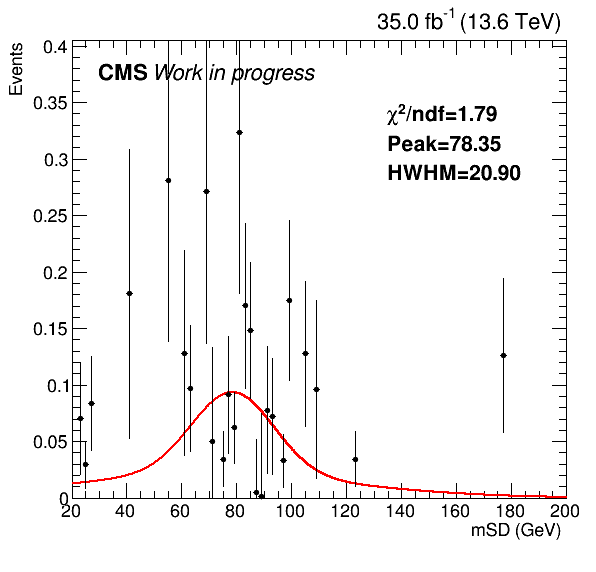 35.0 fb⁻¹ (13.6 TeV)
Events
CMS Work in progress
χ²/ndf=1.79
Peak=78.35
HWHM=20.90
0.4
0.35
0.3
0.25
0.2
0.15
0.1
0.05
0
20 40 60 80 100 120 140 160 180 200
mSD (GeV)